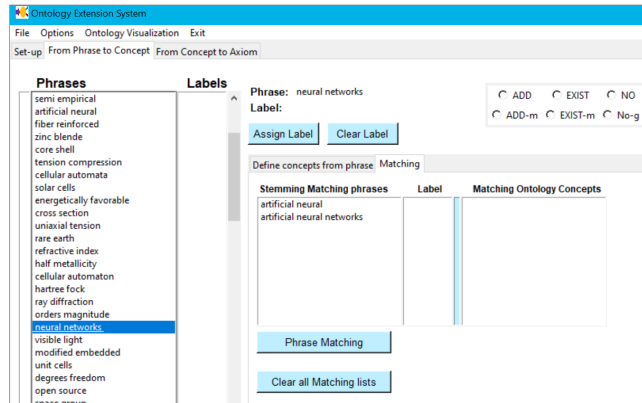 Ontology Extension System
File Options Ontology Visualization Exit
Set-up From Phrase to Concept From Concept to Axiom
Phrases Labels
semi empirical
artificial neural
fiber reinforced
zinc blende
core shell
tension compression
cellular automata
solar cells
energetically favorable
cross section
uniaxial tension
rare earth
refractive index
half metallicity
cellular automaton
hartree fock
ray diffraction
orders magnitude
neural networks
visible light
modified embedded
unit cells
degrees freedom
open source
space group
Phrase: neural networks
Label:
ADD EXIST NO
ADD-m EXIST-m No-g
Assign Label Clear Label
Define concepts from phrase Matching
Stemming Matching phrases Label Matching Ontology Concepts
artificial neural
artificial neural networks
Phrase Matching
Clear all Matching lists